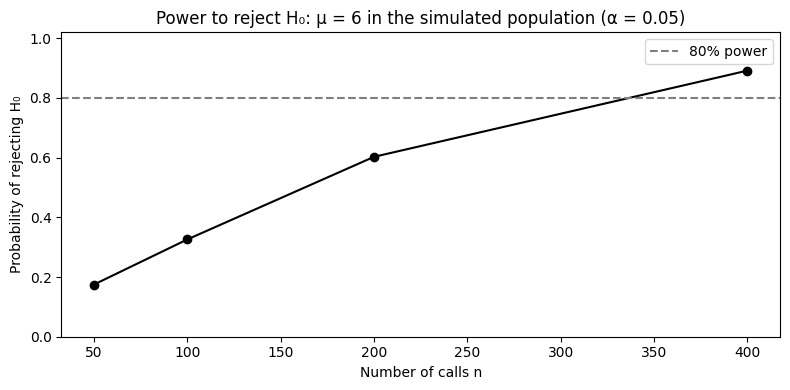 Power to reject H₀: μ = 6 in the simulated population (α = 0.05)
1.0
0.8
0.6
0.4
0.2
0.0
Probability of rejecting H₀
80% power
50 100 150 200 250 300 350 400
Number of calls n